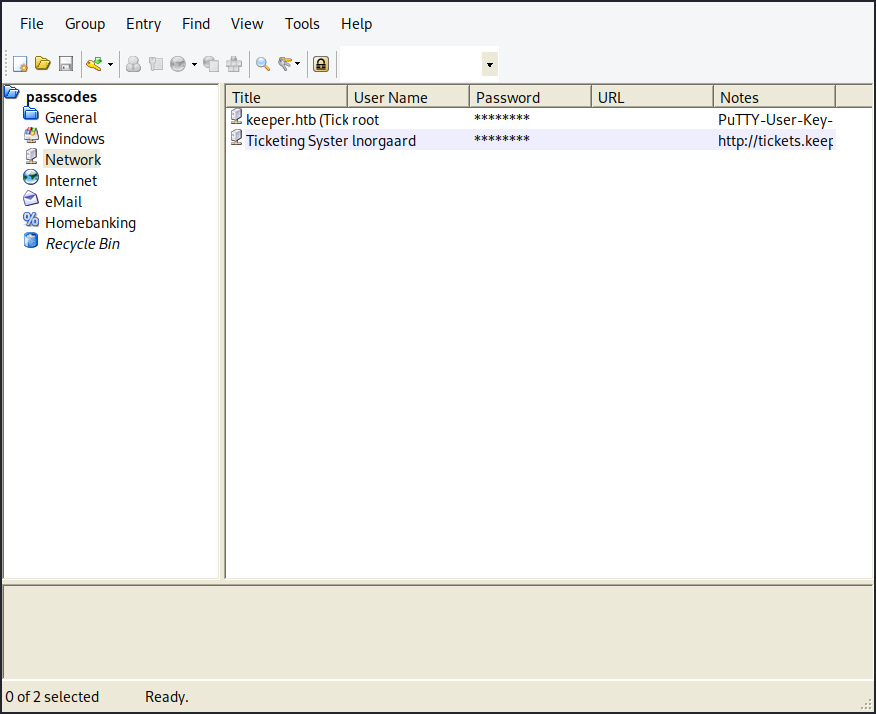 File Group Entry Find View Tools Help
passcodes
General
Windows
Network
Internet
eMail
Homebanking
Recycle Bin
Title User Name Password URL Notes
keeper.htb (Tick root ******** PuTTY-User-Key-
Ticketing Syster lnorgaard ******** http://tickets.keep
0 of 2 selected Ready.